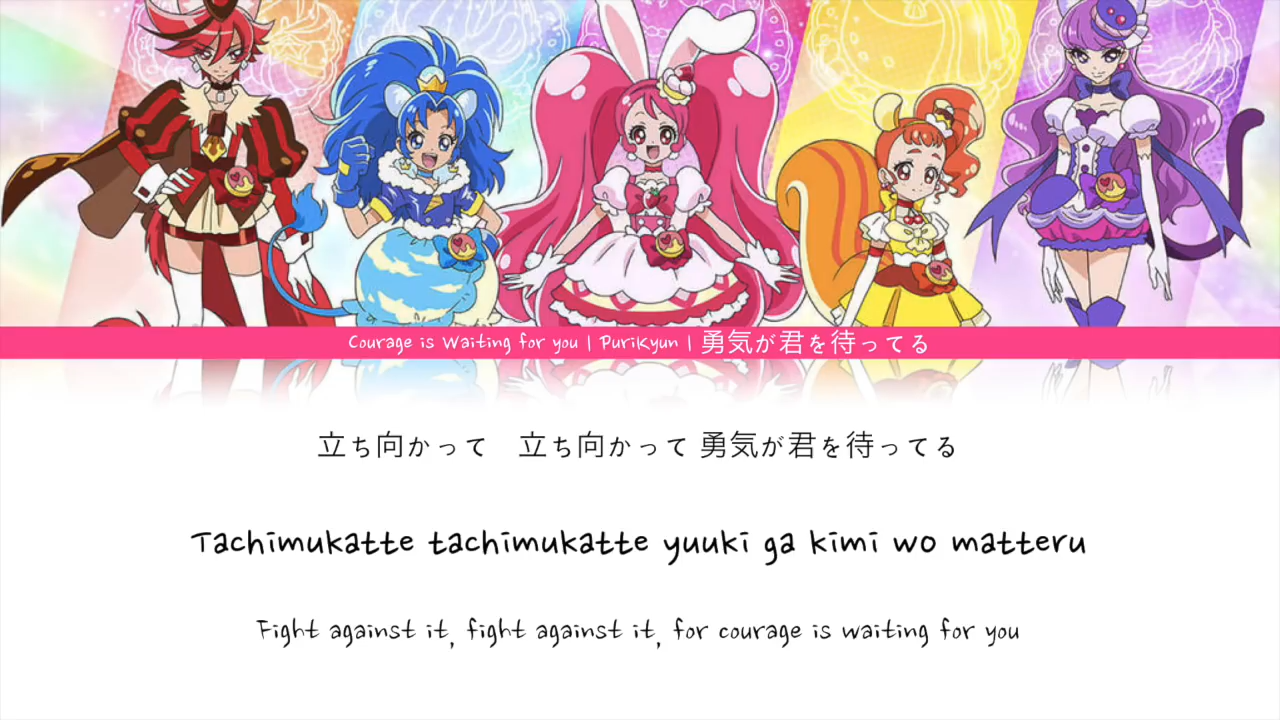 Courage is Waiting for you | PuriKyun | 勇気が君を待ってる
立ち向かって　立ち向かって 勇気が君を待ってる
Tachimukatte tachimukatte yuuki ga kimi wo matteru
Fight against it, fight against it, for courage is waiting for you